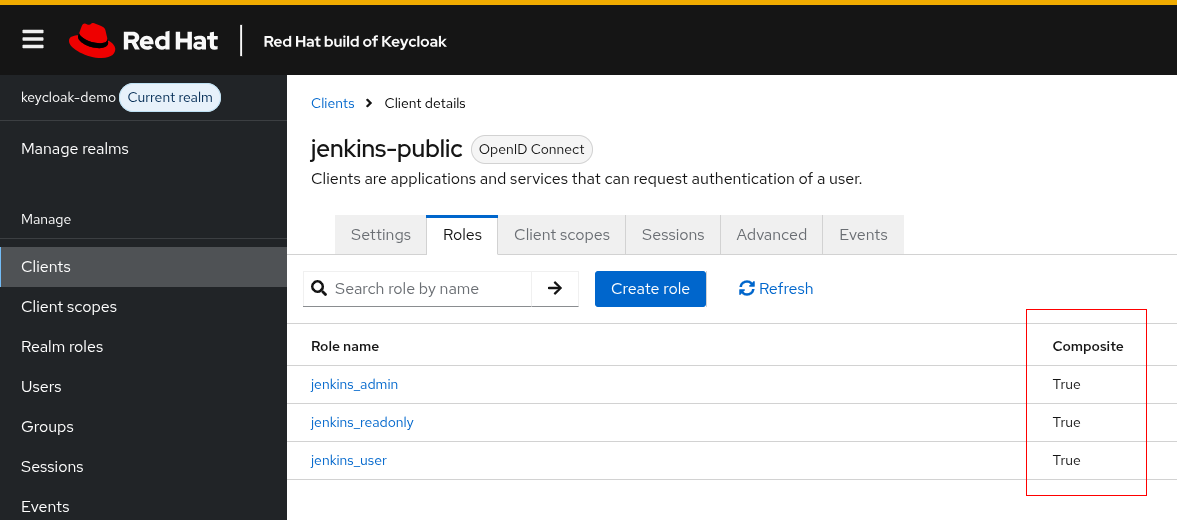 Red Hat Red Hat build of Keycloak
keycloak-demo Current realm
Manage realms
Manage
Clients
Client scopes
Realm roles
Users
Groups
Sessions
Events
Clients Client details
jenkins-public OpenID Connect
Clients are applications and services that can request authentication of a user.
Settings Roles Client scopes Sessions Advanced Events
Search role by name Create role Refresh
Role name Composite
jenkins_admin True
jenkins_readonly True
jenkins_user True